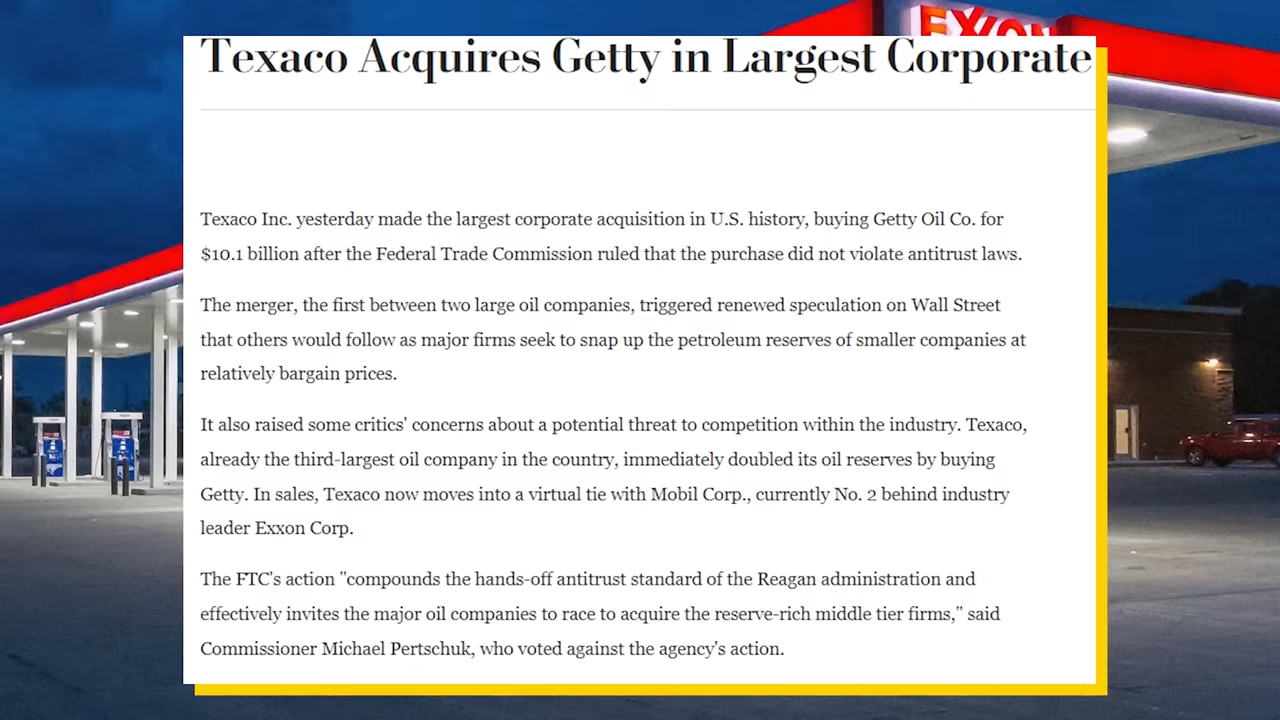 EXXON
Texaco Acquires Getty in Largest Corporate
Texaco Inc. yesterday made the largest corporate acquisition in U.S. history, buying Getty Oil Co. for
$10.1 billion after the Federal Trade Commission ruled that the purchase did not violate antitrust laws.
The merger, the first between two large oil companies, triggered renewed speculation on Wall Street
that others would follow as major firms seek to snap up the petroleum reserves of smaller companies at
relatively bargain prices.
It also raised some critics' concerns about a potential threat to competition within the industry. Texaco,
already the third-largest oil company in the country, immediately doubled its oil reserves by buying
Getty. In sales, Texaco now moves into a virtual tie with Mobil Corp., currently No. 2 behind industry
leader Exxon Corp.
The FTC's action "compounds the hands-off antitrust standard of the Reagan administration and
effectively invites the major oil companies to race to acquire the reserve-rich middle tier firms," said
Commissioner Michael Pertschuk, who voted against the agency's action.